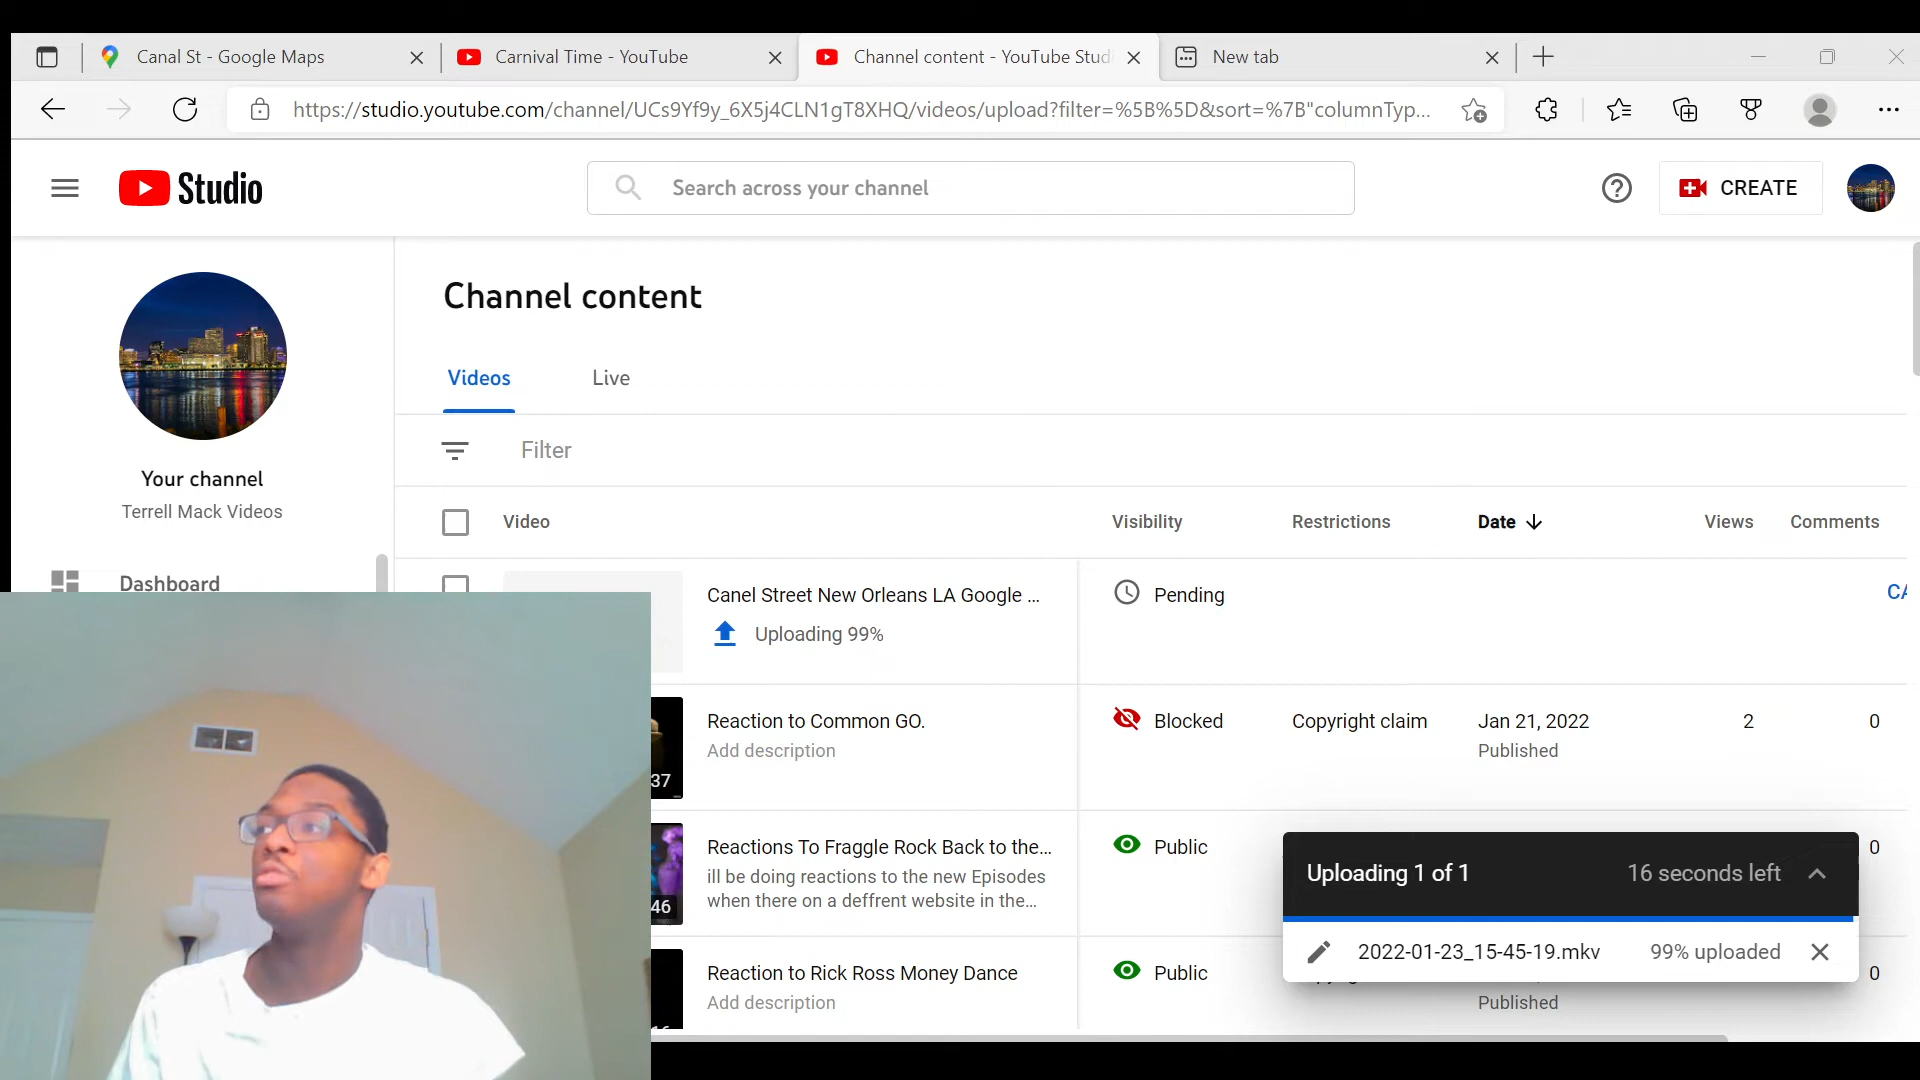 Canal St - Google Maps
Carnival Time - YouTube
Channel content - YouTube Stud
New tab
https://studio.youtube.com/channel/UCs9Yf9y_6X5j4CLN1gT8XHQ/videos/upload?filter=%5B%5D&sort=%7B"columnTyp...
Studio
Search across your channel
CREATE
Channel content
Videos
Live
Filter
Your channel
Terrell Mack Videos
Dashboard
Video
Visibility
Restrictions
Date
Views
Comments
Canel Street New Orleans LA Google ...
Uploading 99%
Pending
CA
Reaction to Common GO.
Add description
37
Blocked
Copyright claim
Jan 21, 2022
Published
2
0
Reactions To Fraggle Rock Back to the...
ill be doing reactions to the new Episodes
when there on a deffrent website in the...
46
Public
0
Reaction to Rick Ross Money Dance
Add description
Public
Published
0
Uploading 1 of 1
16 seconds left
2022-01-23_15-45-19.mkv
99% uploaded